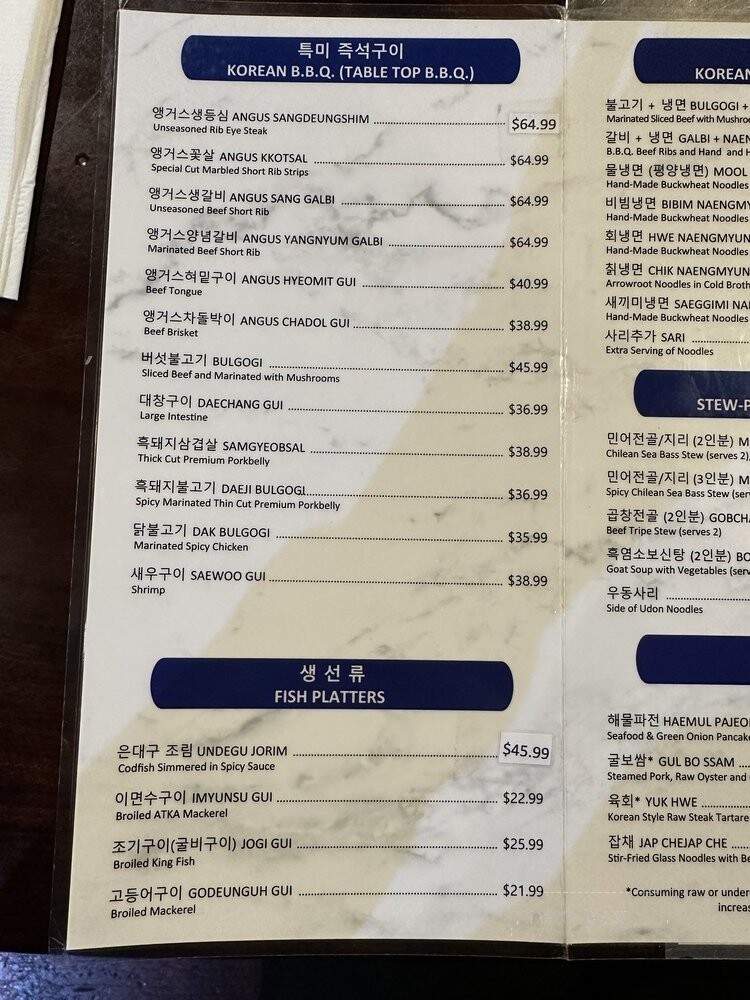 특미 즉석구이
KOREAN B.B.Q. (TABLE TOP B.B.Q.)
앵거스생등심 ANGUS SANGDEUNGSHIM $64.99
Unseasoned Rib Eye Steak
앵거스꽃살 ANGUS KKOTSAL $64.99
Special Cut Marbled Short Rib Strips
앵거스생갈비 ANGUS SANG GALBI $64.99
Unseasoned Beef Short Rib
앵거스양념갈비 ANGUS YANGNYUM GALBI $64.99
Marinated Beef Short Rib
앵거스혀밑구이 ANGUS HYEOMIT GUI $40.99
Beef Tongue
앵거스차돌박이 ANGUS CHADOL GUI $38.99
Beef Brisket
버섯불고기 BULGOGI $45.99
Sliced Beef and Marinated with Mushrooms
대창구이 DAECHANG GUI $36.99
Large Intestine
흑돼지삼겹살 SAMGYEOBSAL $38.99
Thick Cut Premium Porkbelly
흑돼지불고기 DAEJI BULGOGI $36.99
Spicy Marinated Thin Cut Premium Porkbelly
닭불고기 DAK BULGOGI $35.99
Marinated Spicy Chicken
새우구이 SAEWOO GUI $38.99
Shrimp
생 선 류
FISH PLATTERS
은대구 조림 UNDEGU JORIM $45.99
Codfish Simmered in Spicy Sauce
이면수구이 IMYUNSU GUI $22.99
Broiled ATKA Mackerel
조기구이(굴비구이) JOGI GUI $25.99
Broiled King Fish
고등어구이 GODEUNGUH GUI $21.99
Broiled Mackerel
KOREAN
불고기 + 냉면 BULGOGI +
Marinated Sliced Beef with
갈비 + 냉면 GALBI +
B.B.Q. Beef Ribs and Hand and
물냉면 (평양냉면) MOOL
Hand-Made Buckwheat Noodles
비빔냉면 BIBIM
Hand-Made Buckwheat Noodles
회냉면 HWE NAENGMYUN
Hand-Made Buckwheat Noodles
칡냉면 CHIK NAENGMYUN
Arrowroot Noodles in Cold Broth
새끼미냉면 SAEGGIMI
Hand-Made Buckwheat Noodles
사리추가 SARI
Extra Serving of Noodles
STEW-P
민어전골/지리 (2인분) M
Chilean Sea Bass Stew (serves 2)
민어전골/지리 (3인분) M
Spicy Chilean Sea Bass Stew
곱창전골 (2인분) GOBCH
Beef Tripe Stew (serves 2)
흑염소보신탕 (2인분) BO
Goat Soup with Vegetables
우동사리
Side of Udon Noodles
해물파전 HAEMUL PAJEO
Seafood & Green Onion Pancake
굴보쌈* GUL BO SSAM
Steamed Pork, Raw Oyster and
육회* YUK HWE
Korean Style Raw Steak Tartare
잡채 JAP CHEJAP CHE
Stir-Fried Glass Noodles with
*Consuming raw or under
increas